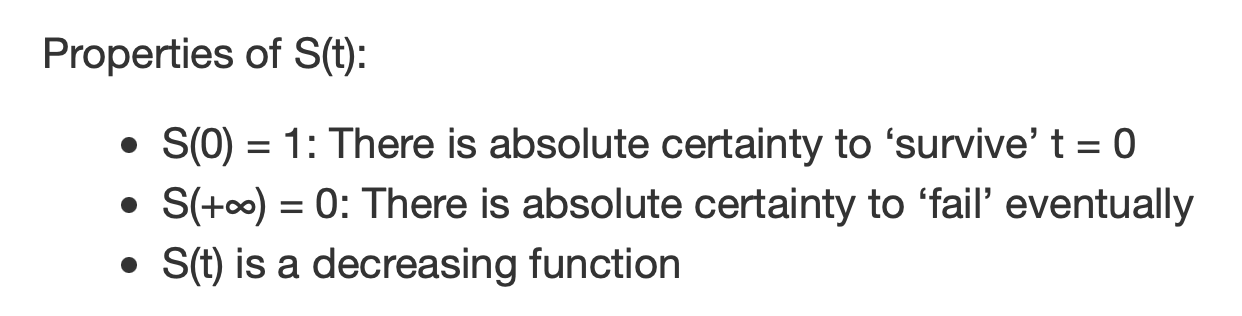 Properties of S(t):
• S(0) = 1: There is absolute certainty to ‘survive’ t = 0
• S(+∞) = 0: There is absolute certainty to ‘fail’ eventually
• S(t) is a decreasing function